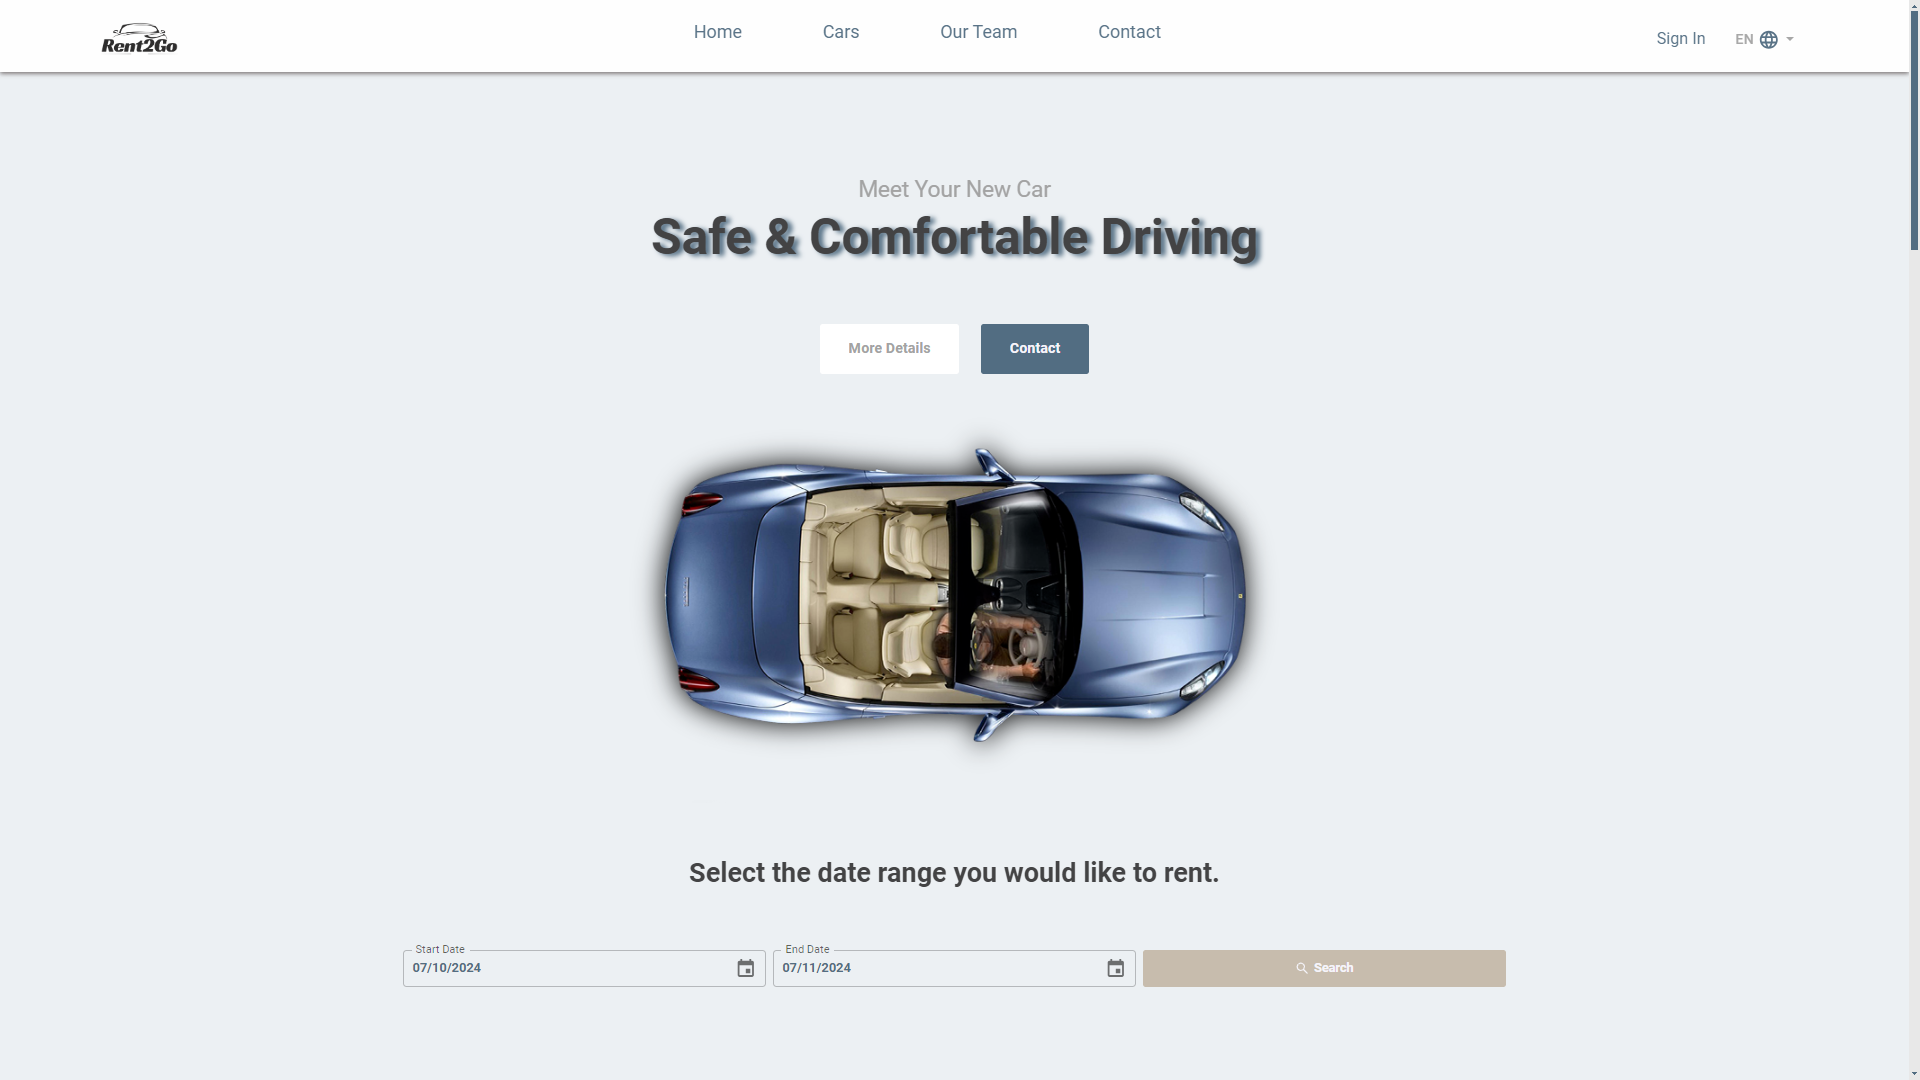 Rent2Go
Home
Cars
Our Team
Contact
Sign In
EN
Meet Your New Car
Safe & Comfortable Driving
More Details
Contact
Select the date range you would like to rent.
Start Date
07/10/2024
End Date
07/11/2024
Search